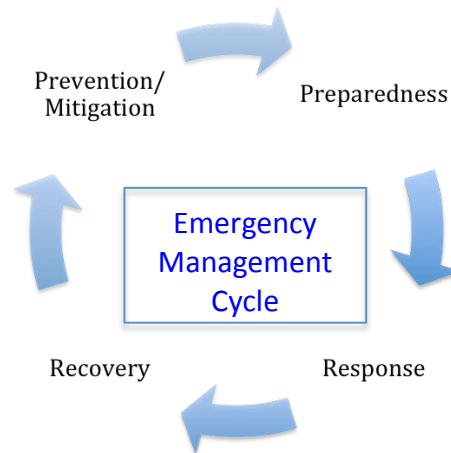 Prevention/
Mitigation
Preparedness
Emergency
Management
Cycle
Recovery
Response